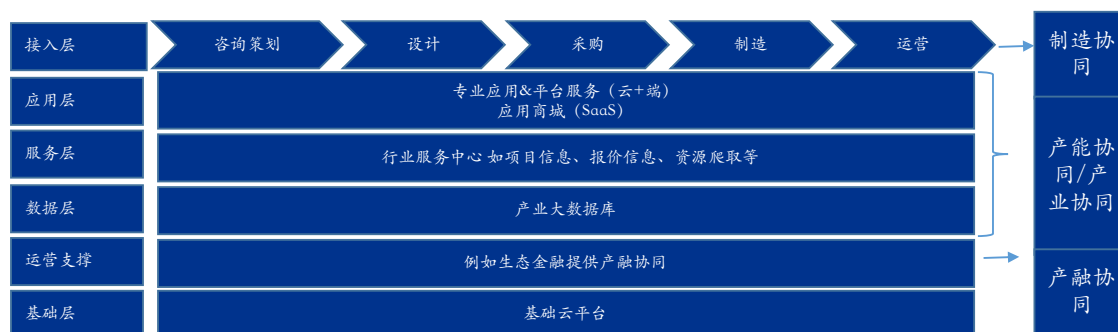 接入层
咨询策划
设计
采购
制造
运营
制造协
同
应用层
专业应用&平台服务（云+端）
应用商城（SaaS）
服务层
行业服务中心 如项目信息、报价信息、资源爬取等
产能协
同/产
业协同
数据层
产业大数据库
运营支撑
例如生态金融提供产融协同
产融协
同
基础层
基础云平台